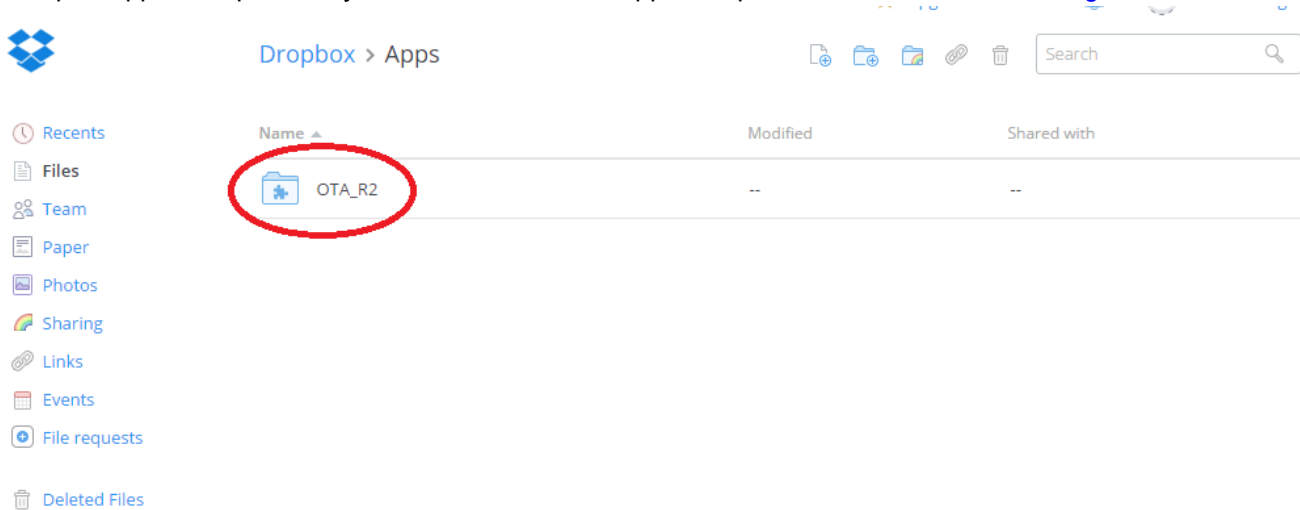 Dropbox > Apps
Search
Recents
Files
Team
Paper
Photos
Sharing
Links
Events
File requests
Deleted Files
Name Modified Shared with
OTA_R2 -- --